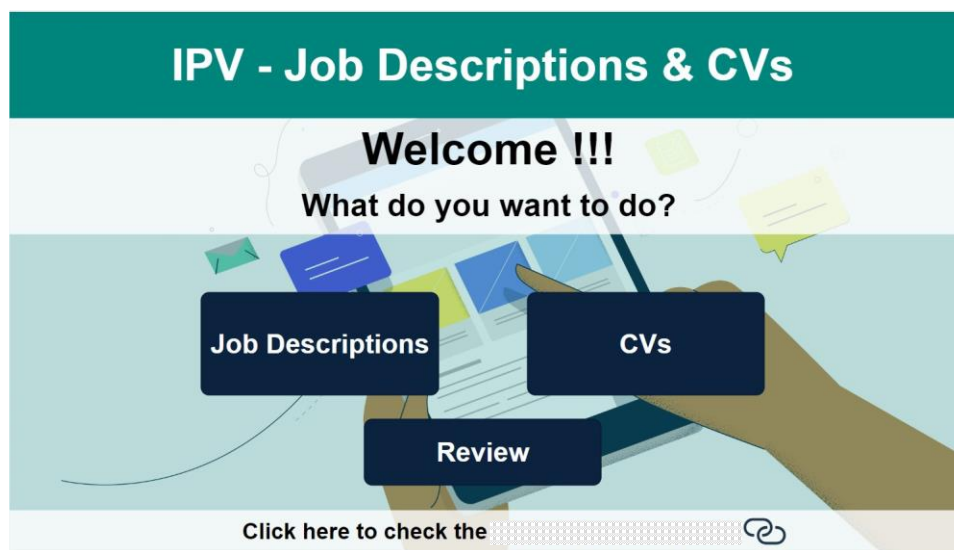 IPV - Job Descriptions & CVs
Welcome !!!
What do you want to do?
Job Descriptions
CVs
Review
Click here to check the